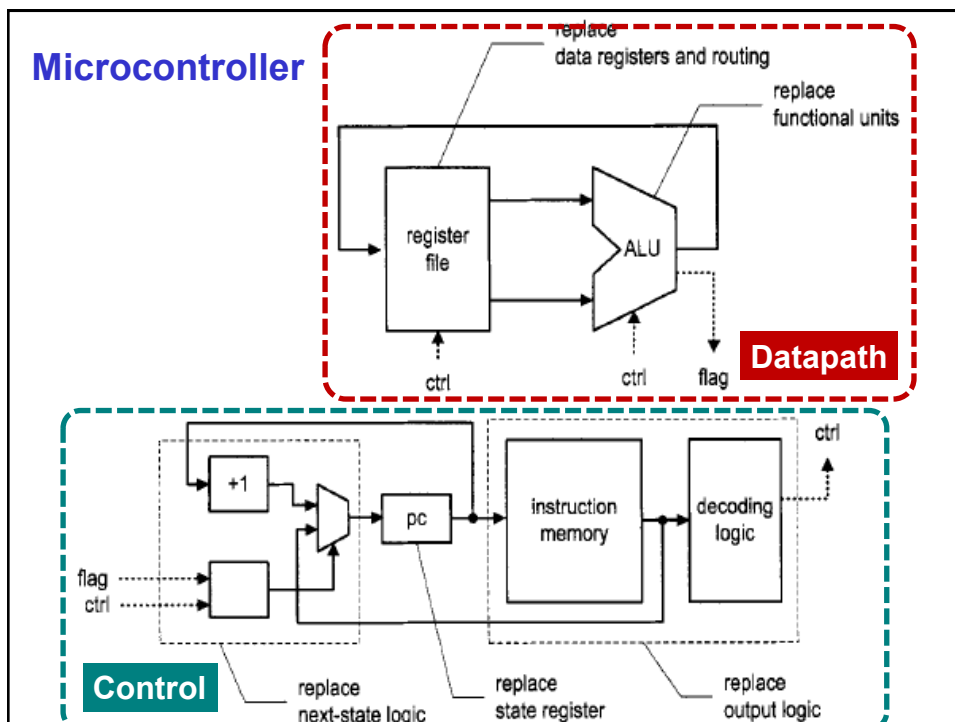 Microcontroller
replace
data registers and routing
replace
functional units
register
file
ALU
ctrl
ctrl
flag
Datapath
ctrl
+1
pc
instruction
memory
decoding
logic
flag
ctrl
Control
replace
next-state logic
replace
state register
replace
output logic